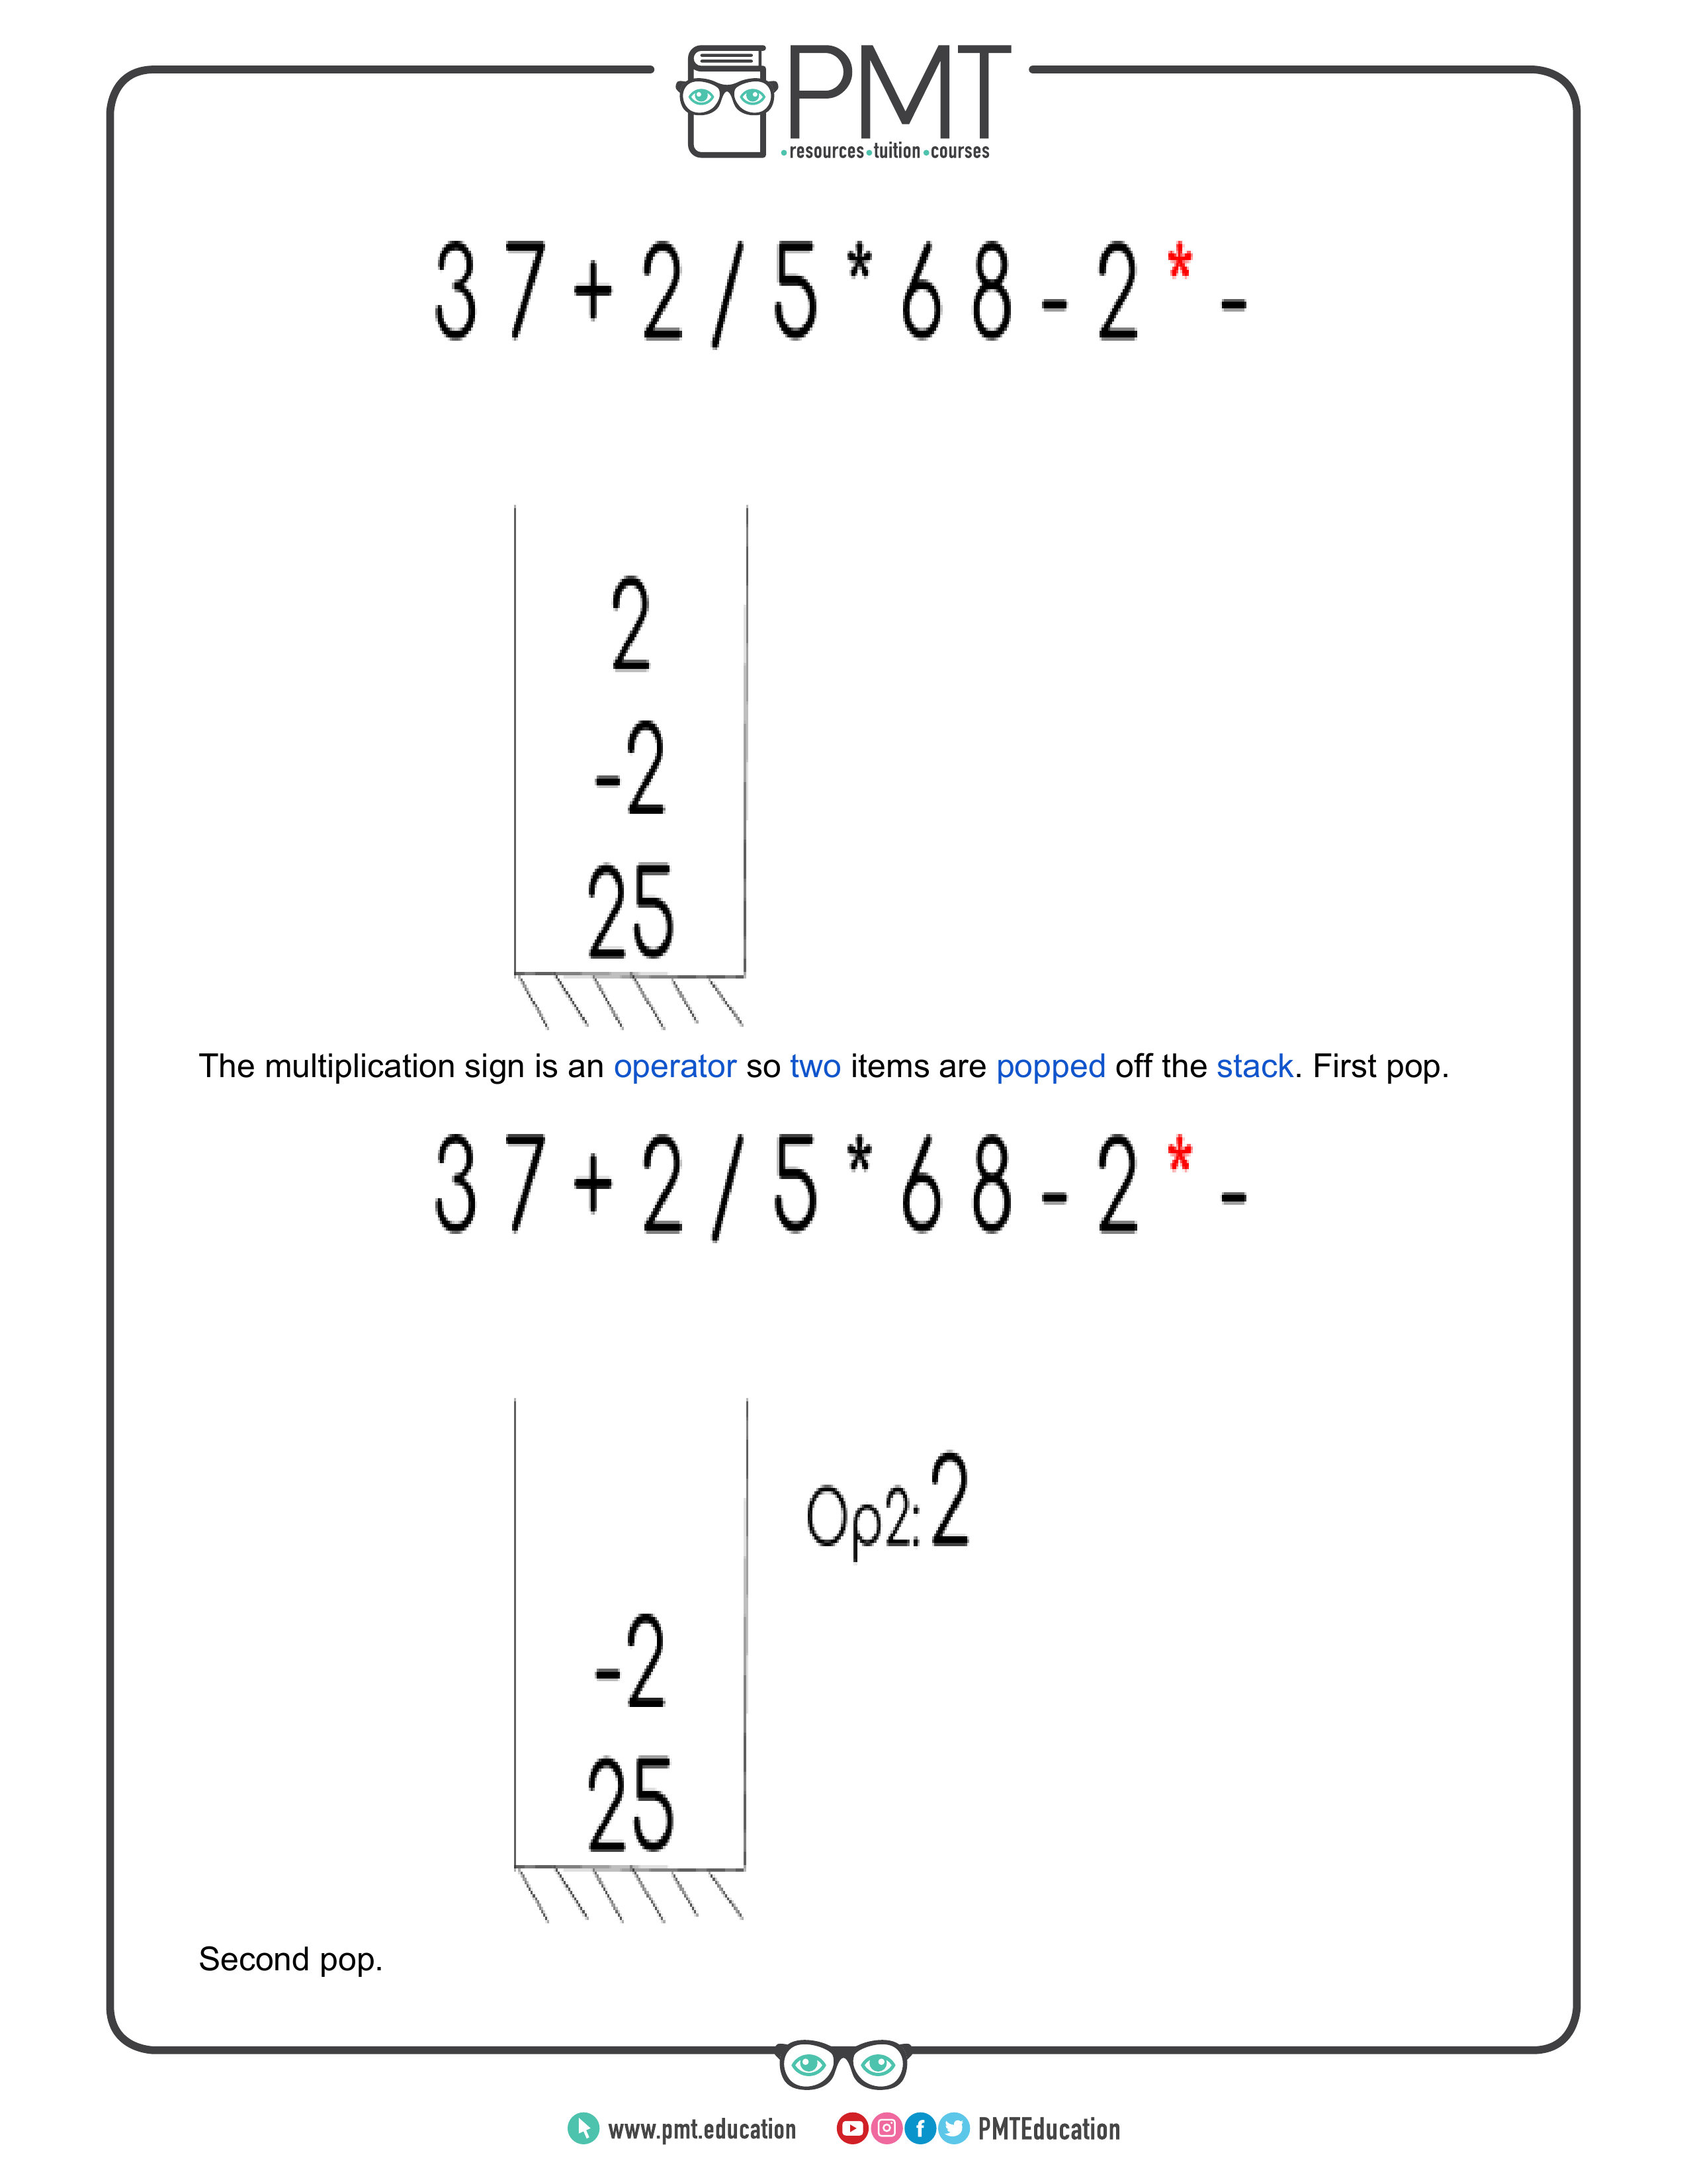 PMT
•resources•tuition•courses
3 7 + 2 / 5 * 6 8 - 2 * -
2
-2
25
The multiplication sign is an operator so two items are popped off the stack. First pop.
3 7 + 2 / 5 * 6 8 - 2 * -
Op2: 2
-2
25
Second pop.
www.pmt.education PMTEducation